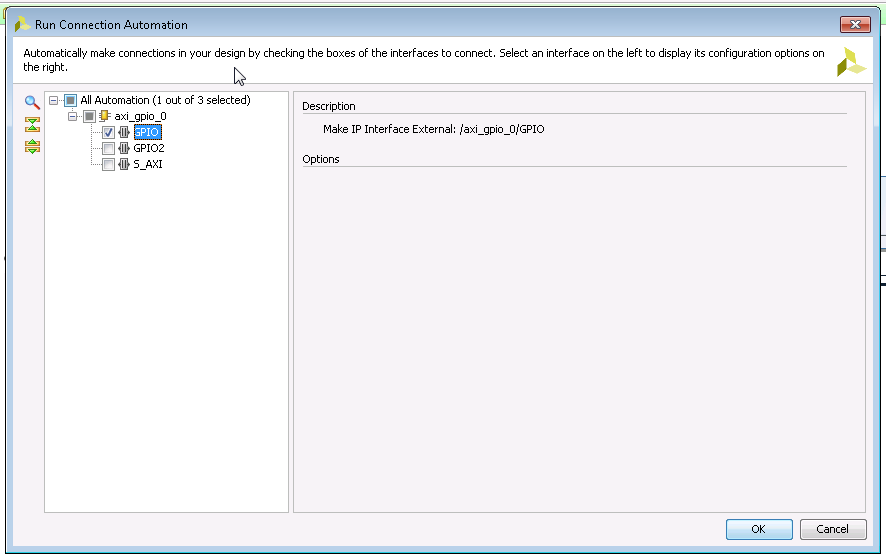 Run Connection Automation
Automatically make connections in your design by checking the boxes of the interfaces to connect. Select an interface on the left to display its configuration options on
the right.
All Automation (1 out of 3 selected)
axi_gpio_0
GPIO
GPIO2
S_AXI
Description
Make IP Interface External: /axi_gpio_0/GPIO
Options
OK
Cancel